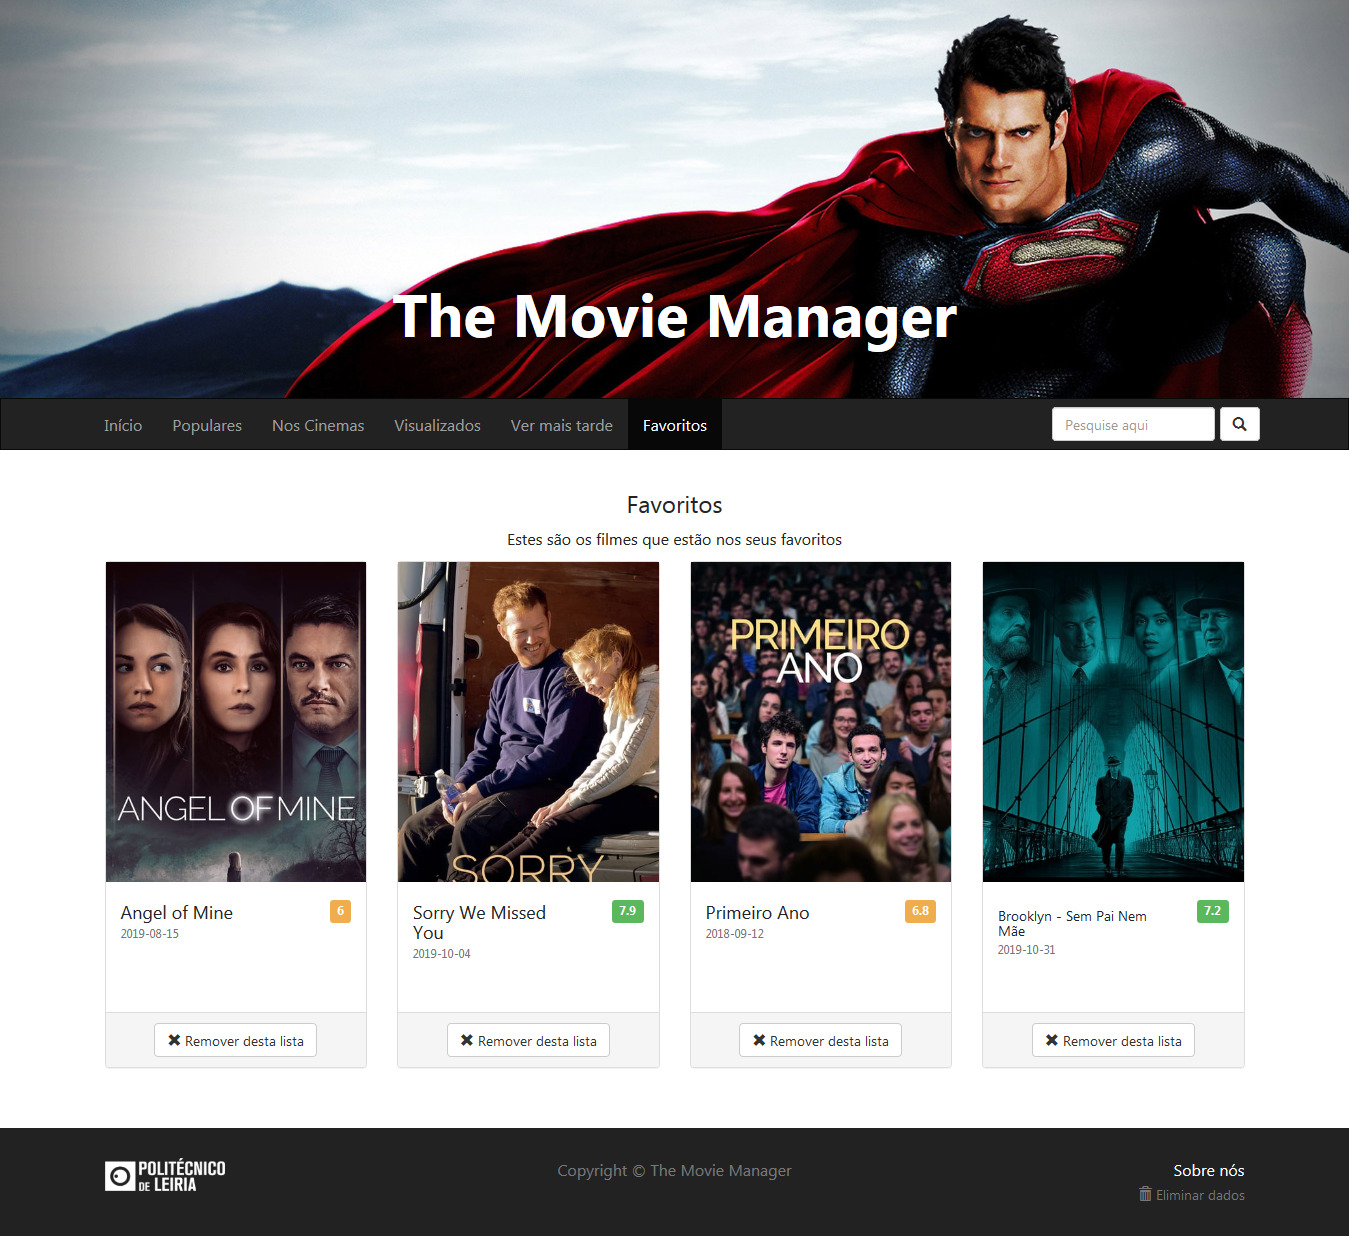 The Movie Manager
Início Populares Nos Cinemas Visualizados Ver mais tarde Favoritos Pesquise aqui
Favoritos
Estes são os filmes que estão nos seus favoritos
ANGEL OF MINE
SORRY
PRIMEIRO
ANO
Angel of Mine 6
2019-08-15
Sorry We Missed 7.9
You
2019-10-04
Primeiro Ano 6.8
2018-09-12
Brooklyn - Sem Pai Nem 7.2
Mãe
2019-10-31
Remover desta lista Remover desta lista Remover desta lista Remover desta lista
POLITÉCNICO
DE LEIRIA
Copyright © The Movie Manager
Sobre nós
Eliminar dados